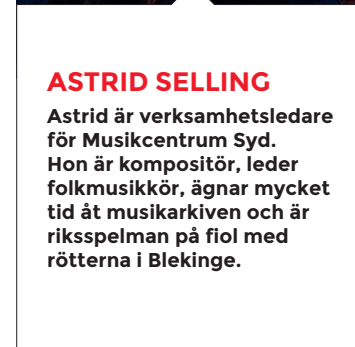 ASTRID SELLING
Astrid är verksamhetsledare
för Musikcentrum Syd.
Hon är kompositör, leder
folkmusikkör, ägnar mycket
tid åt musikarkiven och är
riksspelman på fiol med
rötterna i Blekinge.